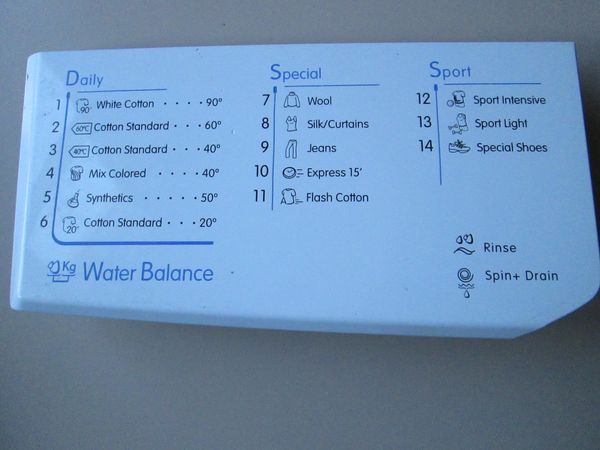 Daily
1 90° White Cotton · · · · 90°
2 60°C Cotton Standard · · · 60°
3 40°C Cotton Standard · · · 40°
4 Mix Colored · · · · 40°
5 Synthetics · · · · · 50°
6 20° Cotton Standard · · · 20°
Kg Water Balance
Special
7 Wool
8 Silk/Curtains
9 Jeans
10 Express 15'
11 Flash Cotton
Sport
12 Sport Intensive
13 Sport Light
14 Special Shoes
Rinse
Spin+ Drain